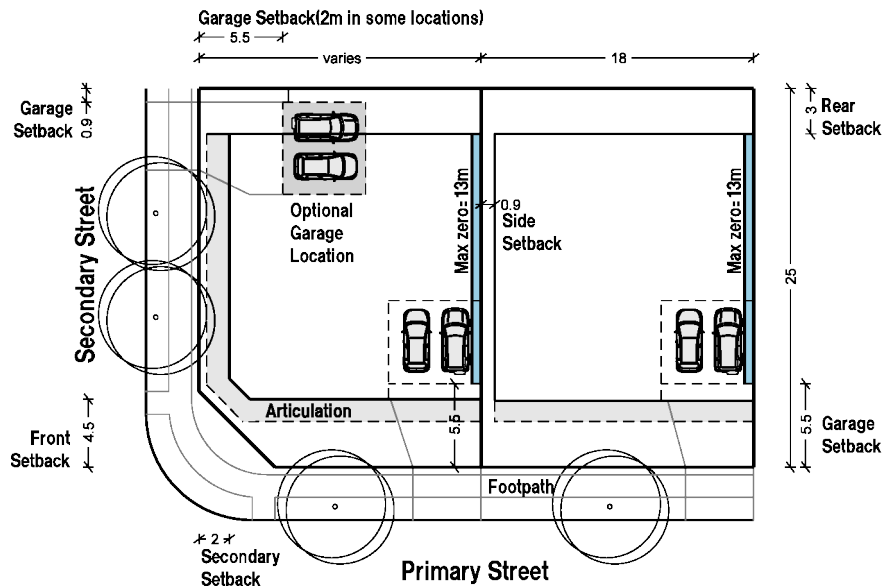 Garage Setback(2m in some locations)
5.5
varies
18
Garage
Setback
0.9
3
Rear
Setback
Secondary Street
Optional
Garage
Location
Max zero=13m
0.9
Side
Setback
Max zero=13m
25
Articulation
Front
Setback
4.5
5.5
5.5
Garage
Setback
Footpath
2
Secondary
Setback
Primary Street